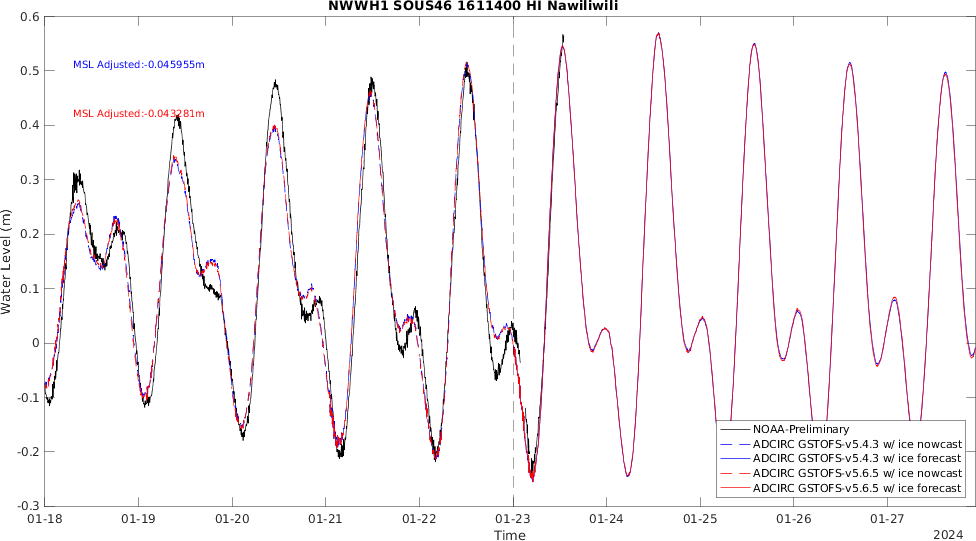 NWWH1 SOUS46 1611400 HI Nawiliwili
0.6
0.5
0.4
0.3
0.2
0.1
0
-0.1
-0.2
-0.3
Water Level (m)
MSL Adjusted:-0.045955m
MSL Adjusted:-0.043281m
NOAA-Preliminary
ADCIRC GSTOFS-v5.4.3 w/ ice nowcast
ADCIRC GSTOFS-v5.4.3 w/ ice forecast
ADCIRC GSTOFS-v5.6.5 w/ ice nowcast
ADCIRC GSTOFS-v5.6.5 w/ ice forecast
01-18 01-19 01-20 01-21 01-22 01-23 01-24 01-25 01-26 01-27
Time
2024